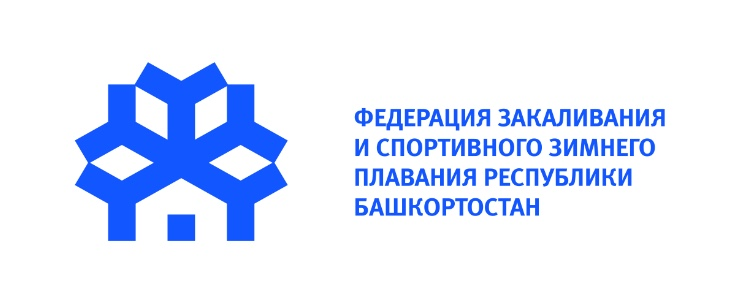 ФЕДЕРАЦИЯ ЗАКАЛИВАНИЯ
И СПОРТИВНОГО ЗИМНЕГО
ПЛАВАНИЯ РЕСПУБЛИКИ
БАШКОРТОСТАН